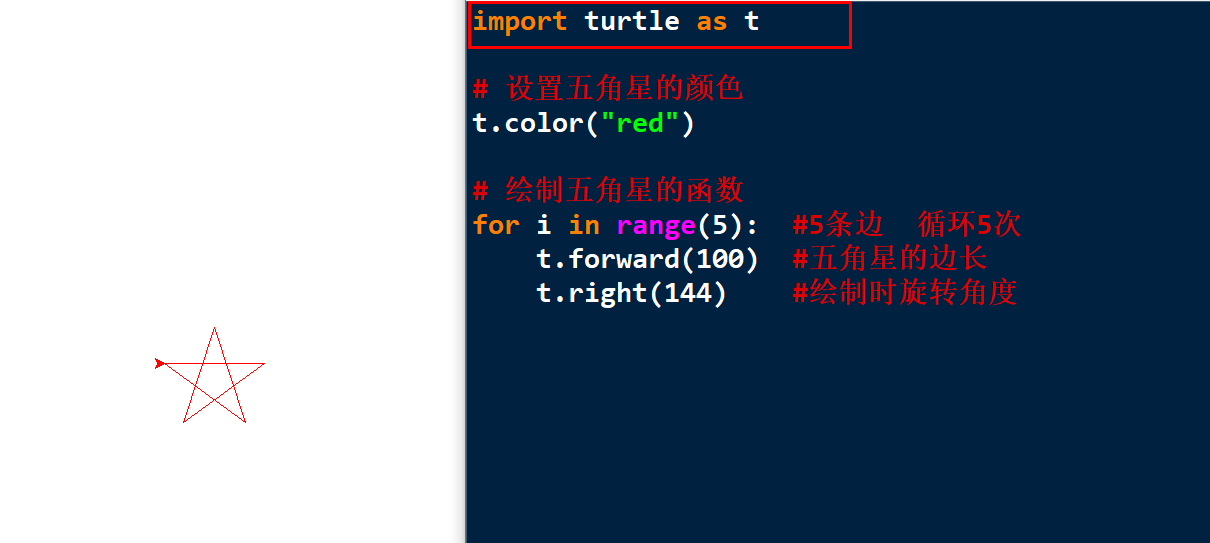 import turtle as t
# 设置五角星的颜色
t.color("red")
# 绘制五角星的函数
for i in range(5):  #5条边  循环5次
    t.forward(100)  #五角星的边长
    t.right(144)    #绘制时旋转角度